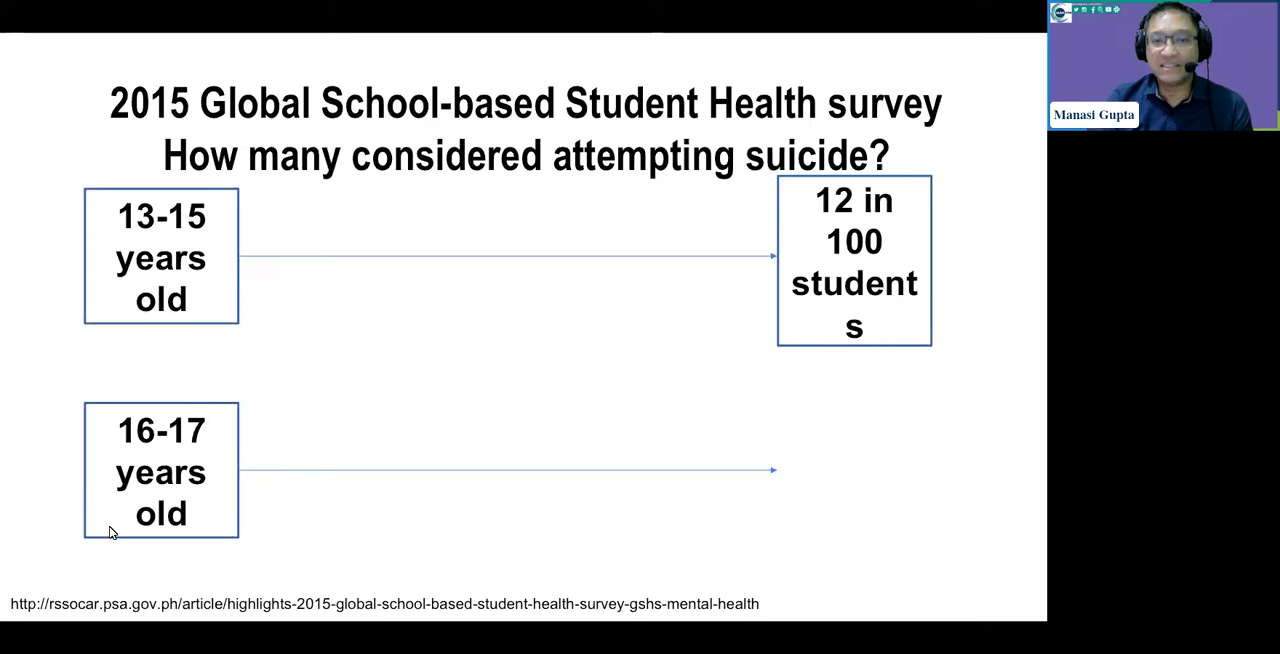 2015 Global School-based Student Health survey
How many considered attempting suicide?
13-15
years
old
12 in
100
student
s
16-17
years
old
http://rssocar.psa.gov.ph/article/highlights-2015-global-school-based-student-health-survey-gshs-mental-health
Manasi Gupta